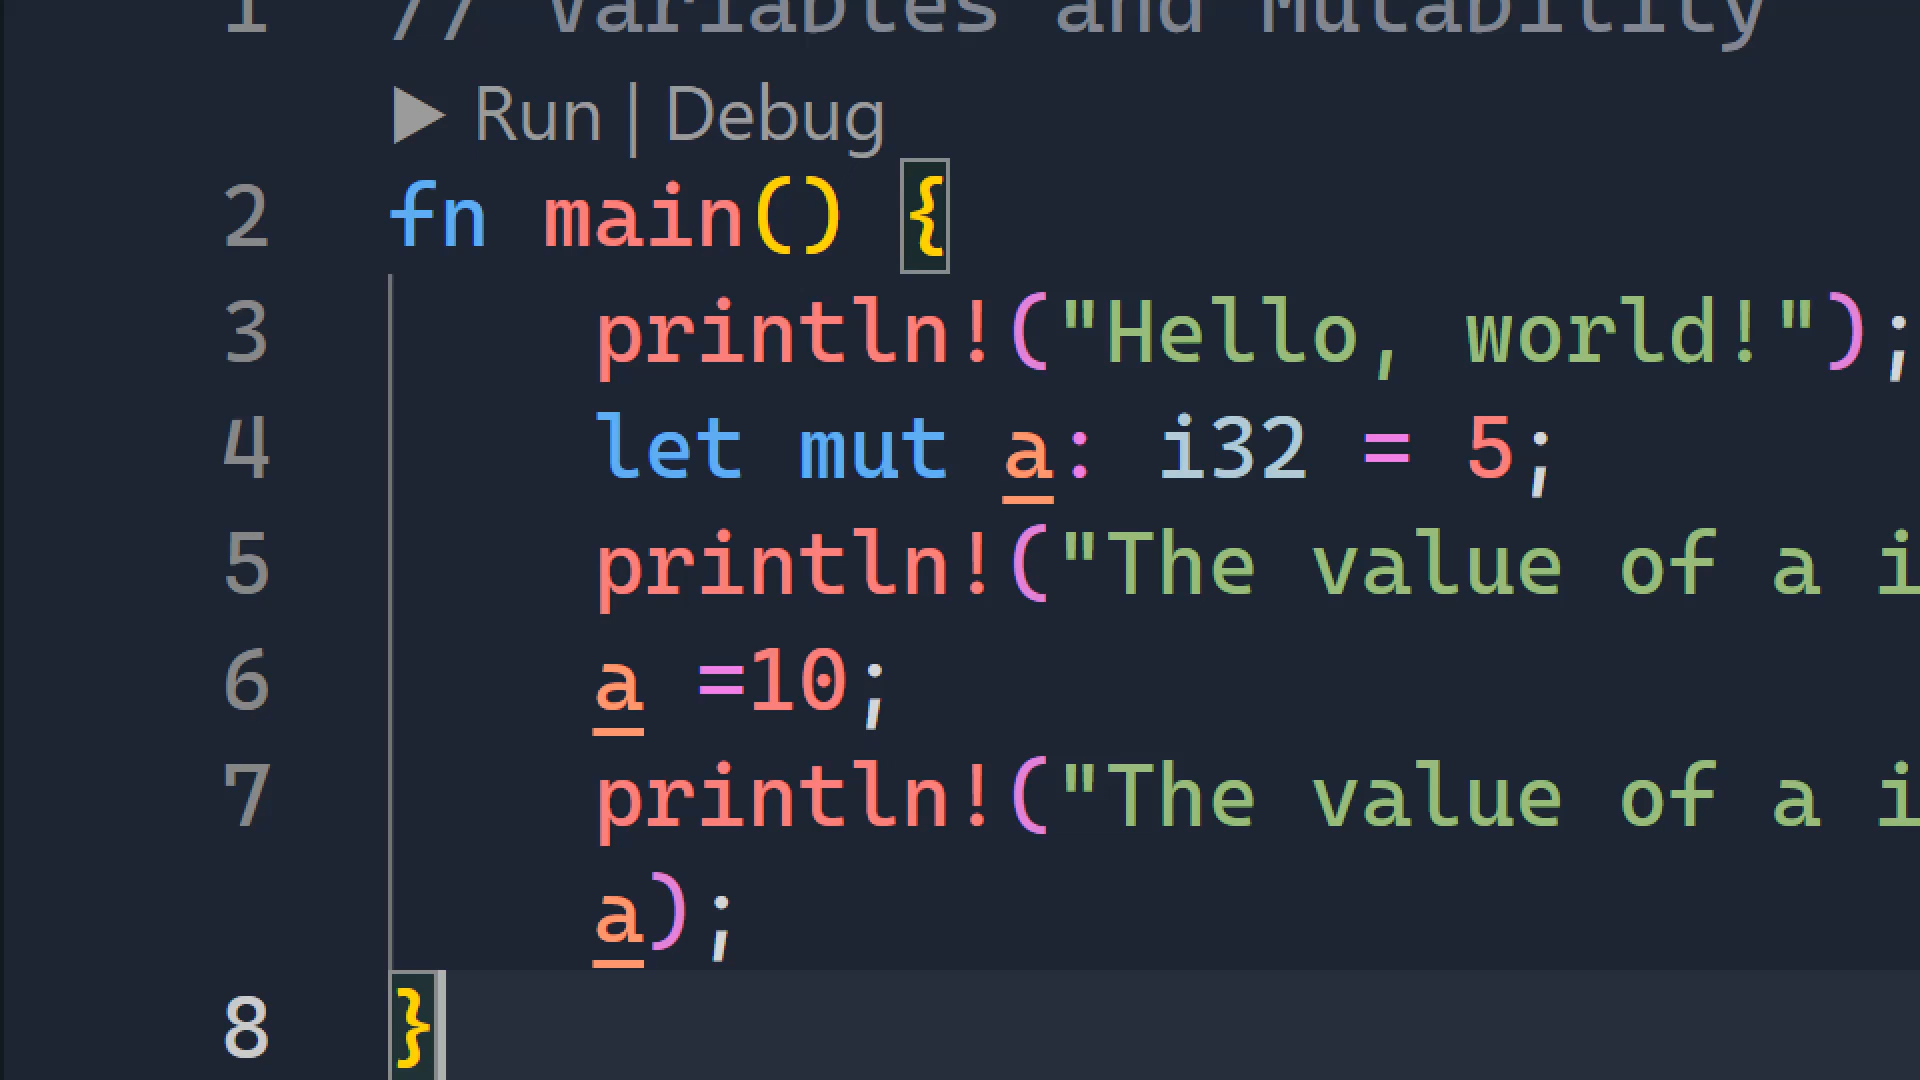 1 // Variables and Mutability
▶ Run | Debug
2 fn main() {
3 println!("Hello, world!");
4 let mut a: i32 = 5;
5 println!("The value of a i
6 a =10;
7 println!("The value of a i
a);
8 }